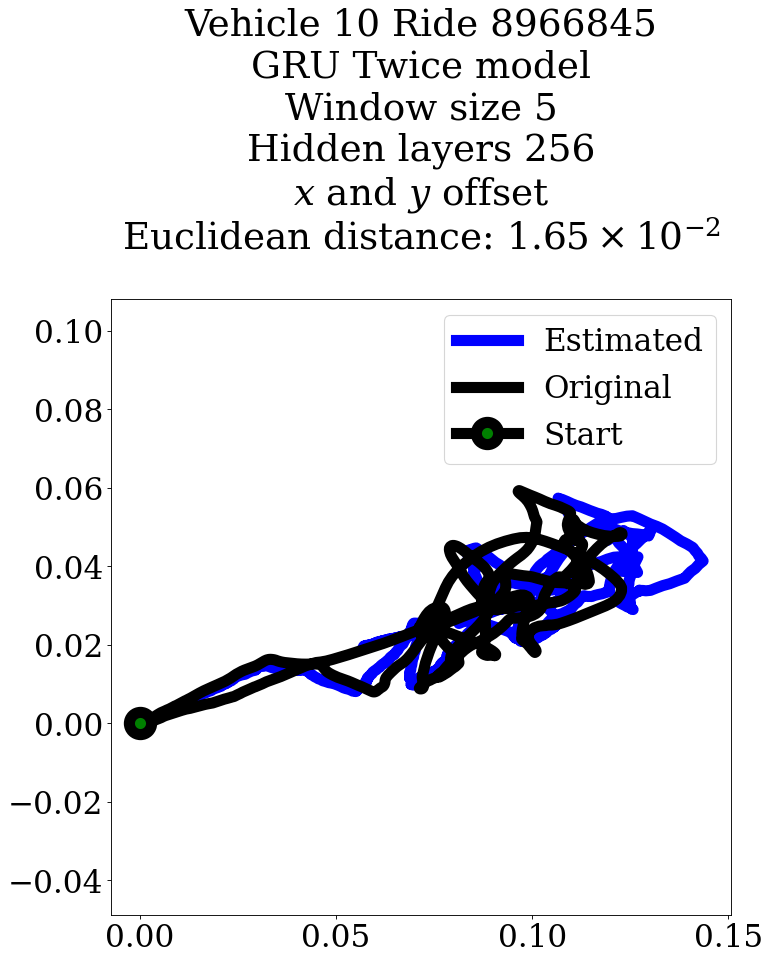 Vehicle 10 Ride 8966845
GRU Twice model
Window size 5
Hidden layers 256
x and y offset
Euclidean distance: 1.65 × 10⁻²
Estimated
Original
Start
0.10
0.08
0.06
0.04
0.02
0.00
−0.02
−0.04
0.00 0.05 0.10 0.15